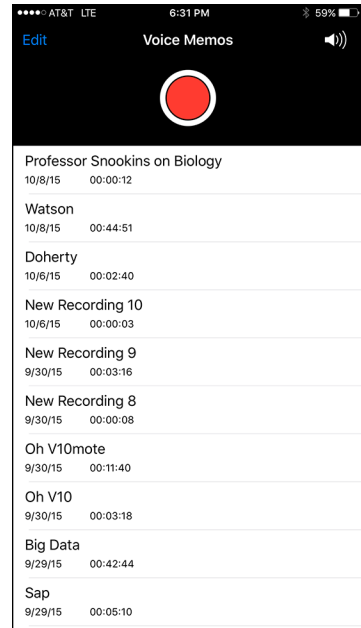 AT&T LTE 6:31 PM 59%
Edit Voice Memos
Professor Snookins on Biology
10/8/15 00:00:12
Watson
10/8/15 00:44:51
Doherty
10/6/15 00:02:40
New Recording 10
10/6/15 00:00:03
New Recording 9
9/30/15 00:03:16
New Recording 8
9/30/15 00:00:08
Oh V10mote
9/30/15 00:11:40
Oh V10
9/30/15 00:03:18
Big Data
9/29/15 00:42:44
Sap
9/29/15 00:05:10